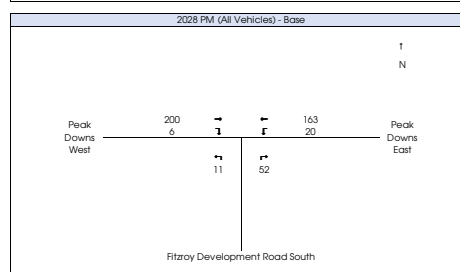 2028 PM (All Vehicles) - Base
N
200 163
Peak 6 20 Peak
Downs Downs
West East
11 52
Fitzroy Development Road South